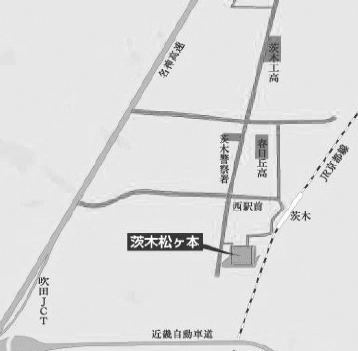 名神高速
茨木工高
茨木警察署
春日丘高
JR京都線
西駅前
茨木
茨木松ヶ本
吹田JCT
近畿自動車道